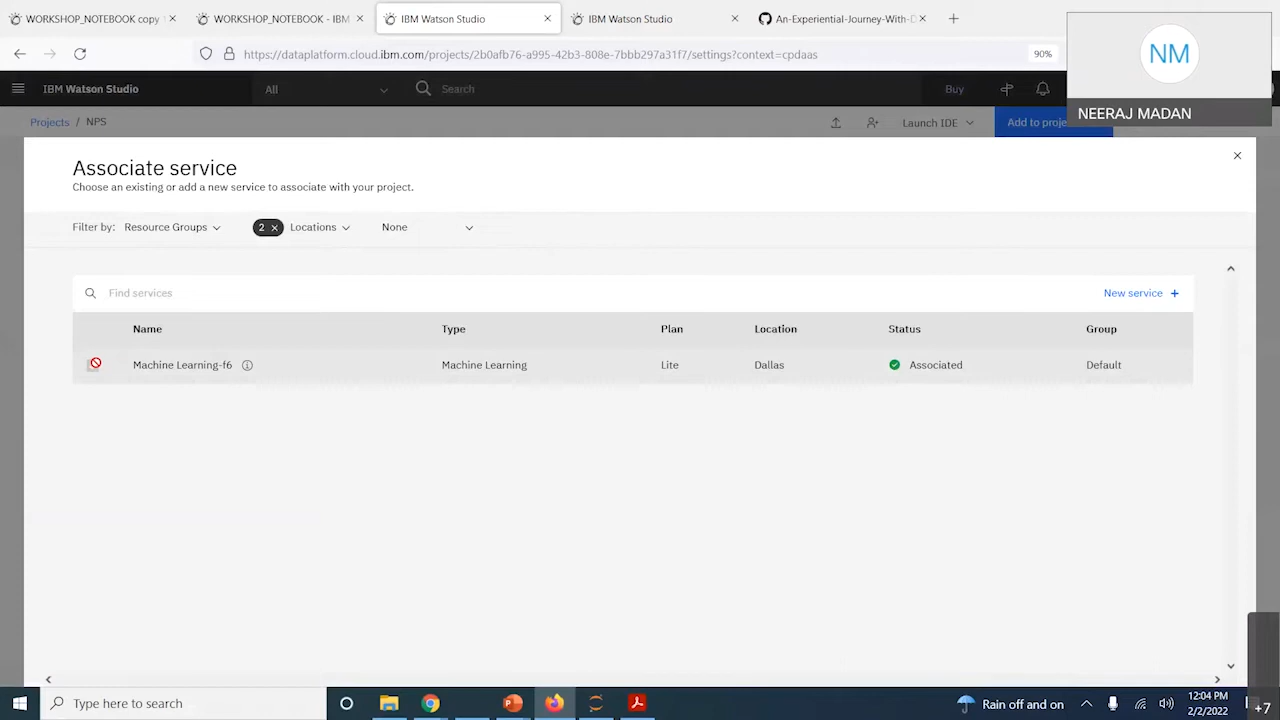 WORKSHOP_NOTEBOOK copy
WORKSHOP_NOTEBOOK - IBM
IBM Watson Studio
IBM Watson Studio
An-Experiential-Journey-With-D
https://dataplatform.cloud.ibm.com/projects/2b0afb76-a995-42b3-808e-7bbb297a31f7/settings?context=cpdaas
90%
NM
NEERAJ MADAN
IBM Watson Studio
All
Search
Buy
Projects / NPS
Launch IDE
Add to proje
Associate service
Choose an existing or add a new service to associate with your project.
Filter by: Resource Groups
2 × Locations
None
Find services
New service +
Name Type Plan Location Status Group
Machine Learning-f6 Machine Learning Lite Dallas Associated Default
Type here to search
Rain off and on
12:04 PM
2/2/2022
+7